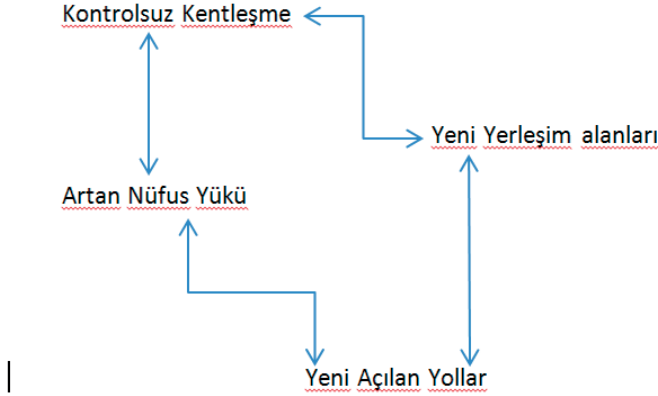 Kontrolsuz Kentleşme
Yeni Yerleşim alanları
Artan Nüfus Yükü
Yeni Açılan Yollar